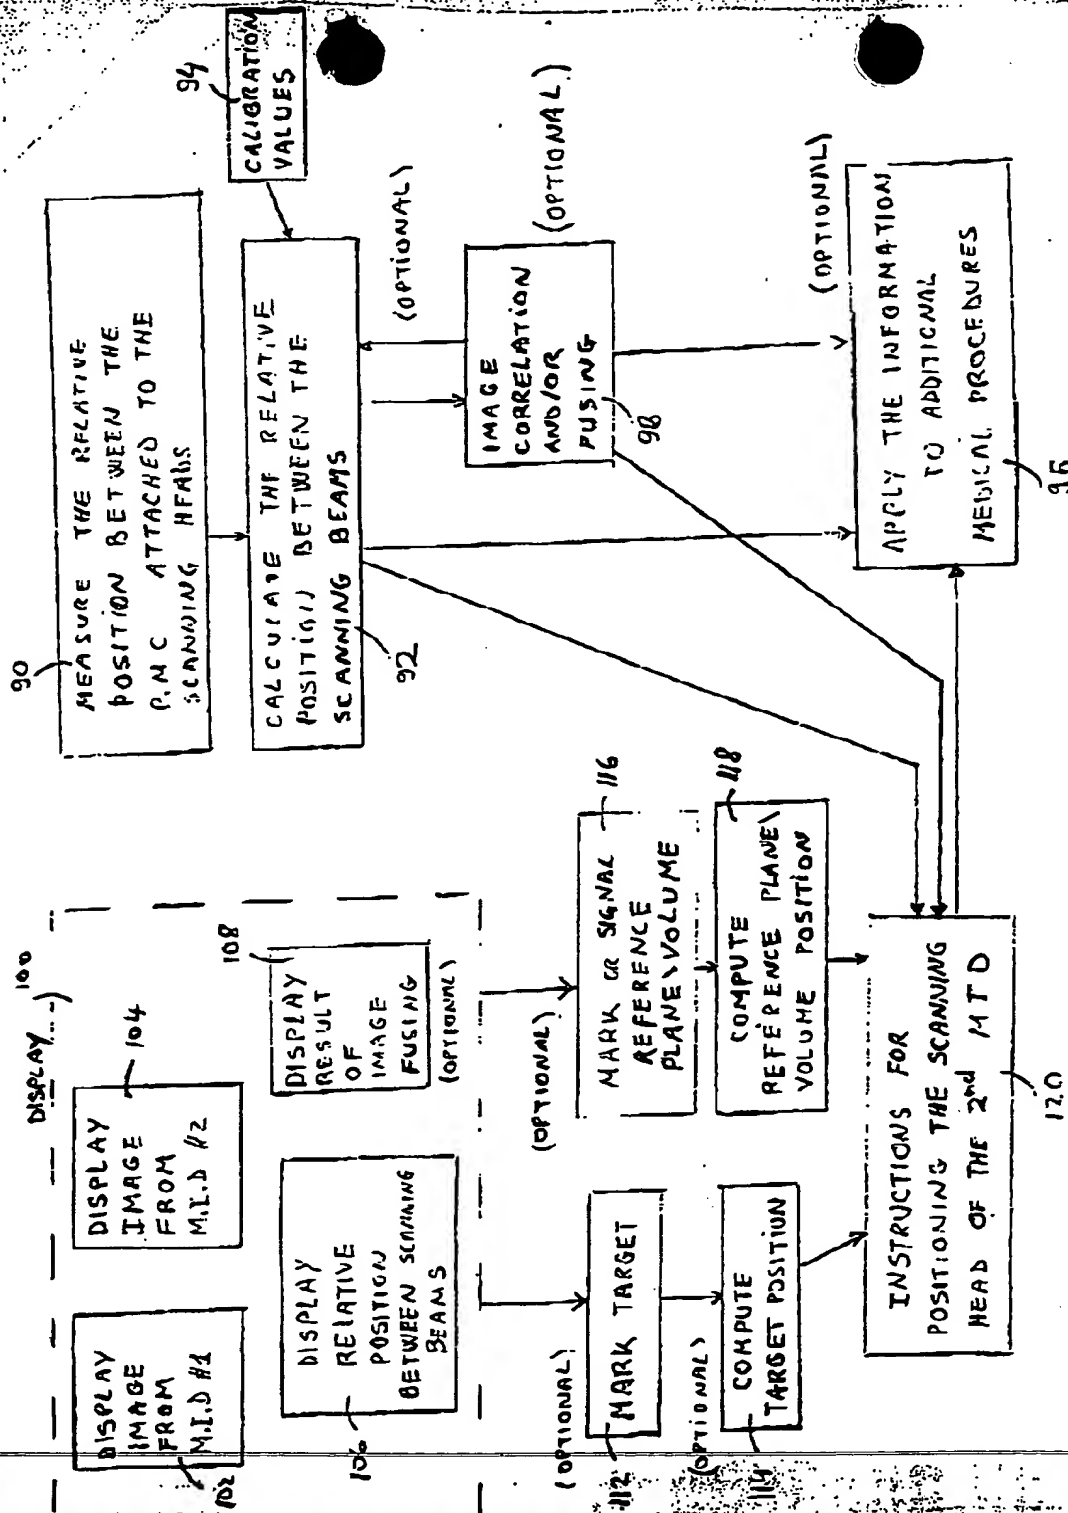 DISPLAY
100
DISPLAY
IMAGE
FROM
M.I.D #1
102
DISPLAY
IMAGE
FROM
M.I.D #2
104
DISPLAY
RELATIVE
POSITION
BETWEEN SCANNING
BEAMS
106
DISPLAY
RESULT
OF
IMAGE
FUSING
(OPTIONAL)
108
90
MEASURE THE RELATIVE
POSITION BETWEEN THE
P.M.C ATTACHED TO THE
SCANNING HEADS
94
CALIBRATION
VALUES
CALCULATE THE RELATIVE
POSITION BETWEEN THE
SCANNING BEAMS
92
(OPTIONAL)
IMAGE
CORRELATION
AND/OR
FUSING
98
(OPTIONAL)
(OPTIONAL)
MARK TARGET
112
(OPTIONAL)
COMPUTE
TARGET POSITION
114
(OPTIONAL)
MARK OR SIGNAL
REFERENCE
PLANE\VOLUME
116
COMPUTE
REFERENCE PLANE\
VOLUME POSITION
118
INSTRUCTIONS FOR
POSITIONING THE SCANNING
HEAD OF THE 2nd MTD
120
(OPTIONAL)
APPLY THE INFORMATION
TO ADDITIONAL
MEDICAL PROCEDURES
96